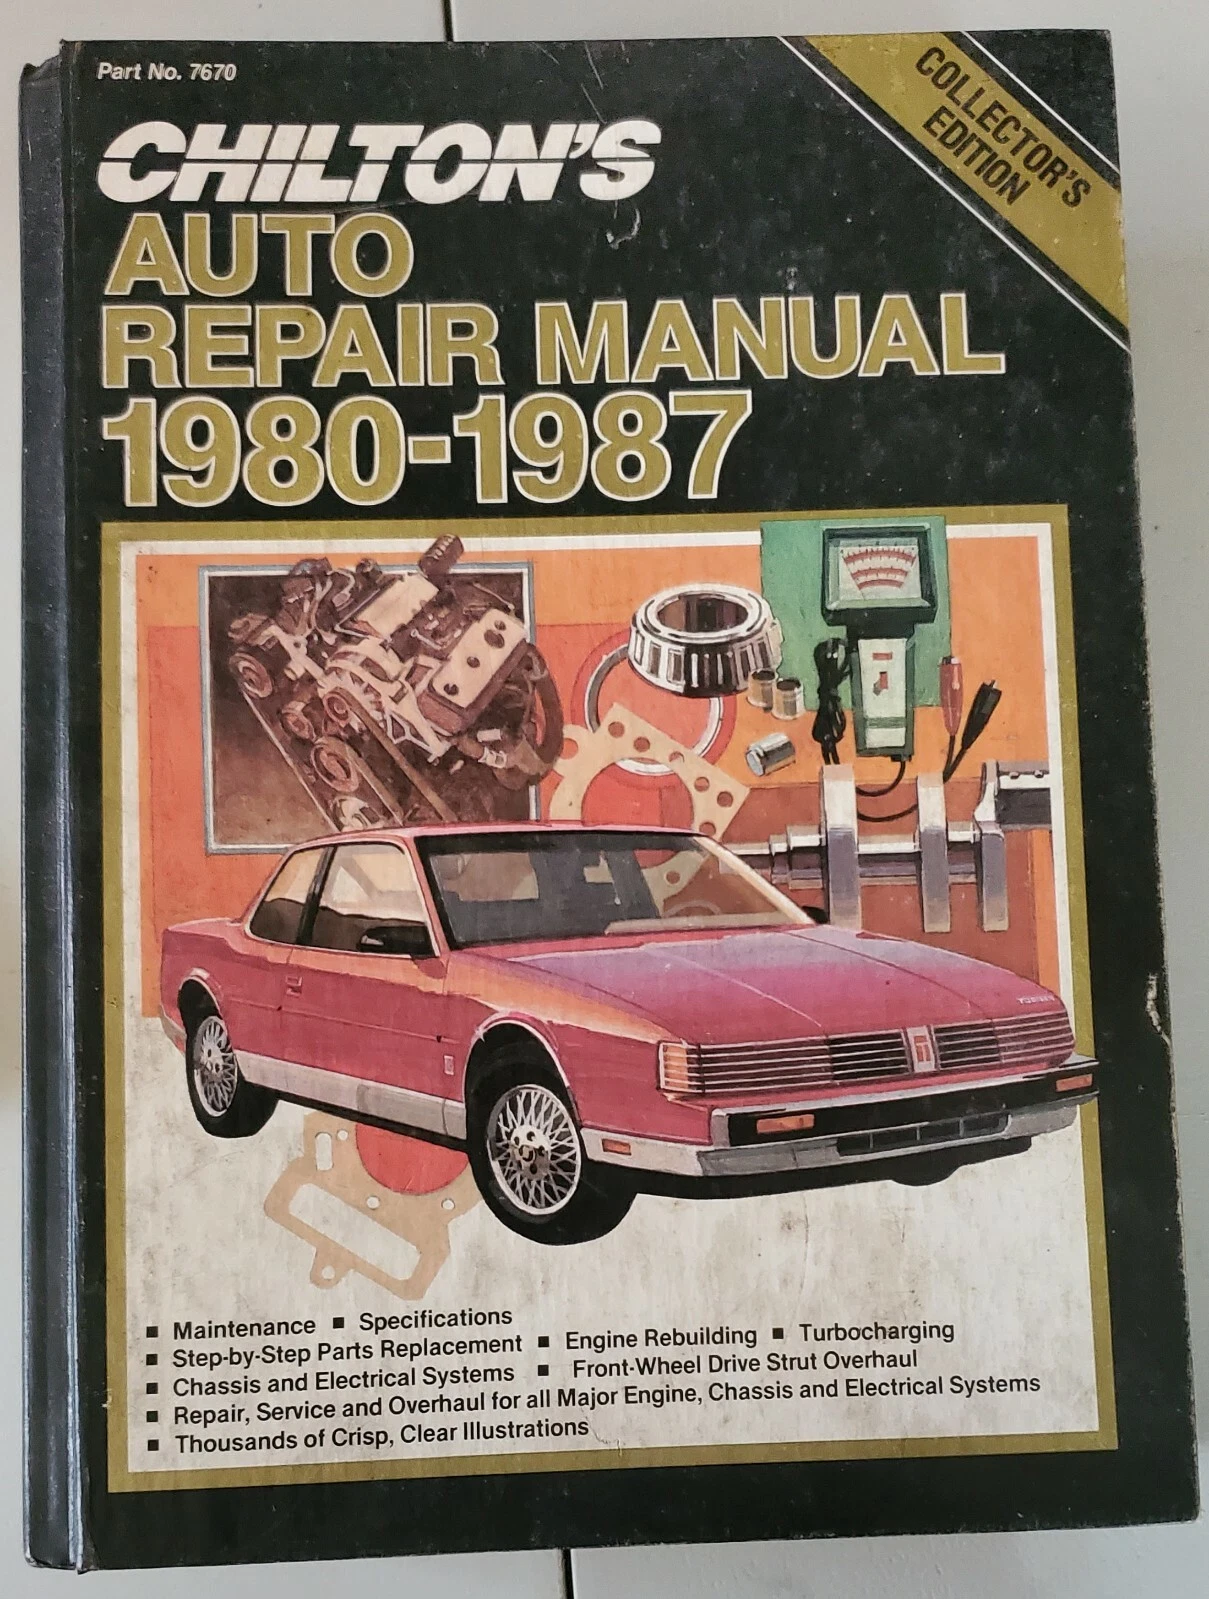 Part No. 7670
COLLECTOR'S
EDITION
CHILTON'S
AUTO
REPAIR MANUAL
1980-1987
■ Maintenance ■ Specifications
■ Step-by-Step Parts Replacement ■ Engine Rebuilding ■ Turbocharging
■ Chassis and Electrical Systems ■ Front-Wheel Drive Strut Overhaul
■ Repair, Service and Overhaul for all Major Engine, Chassis and Electrical Systems
■ Thousands of Crisp, Clear Illustrations